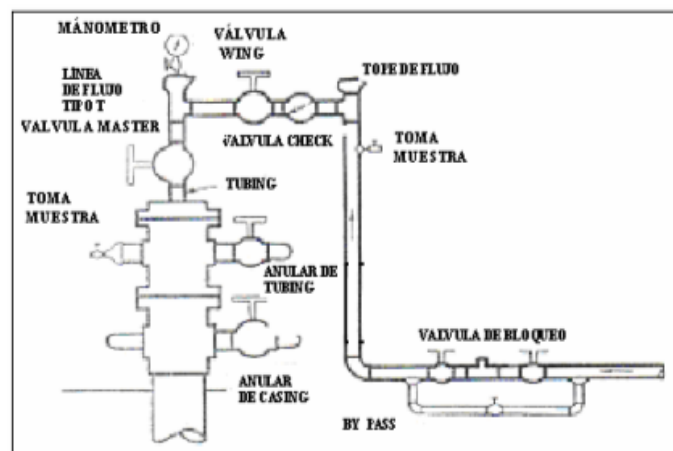 MÁNOMETRO
VÁLVULA
WING
TOPE DE FLUJO
LÍNEA
DE FLUJO
TIPO T
VALVULA MASTER
VALVULA CHECK
TOMA
MUESTRA
TUBING
TOMA
MUESTRA
ANULAR DE
TUBING
VALVULA DE BLOQUEO
ANULAR
DE CASING
BY PASS